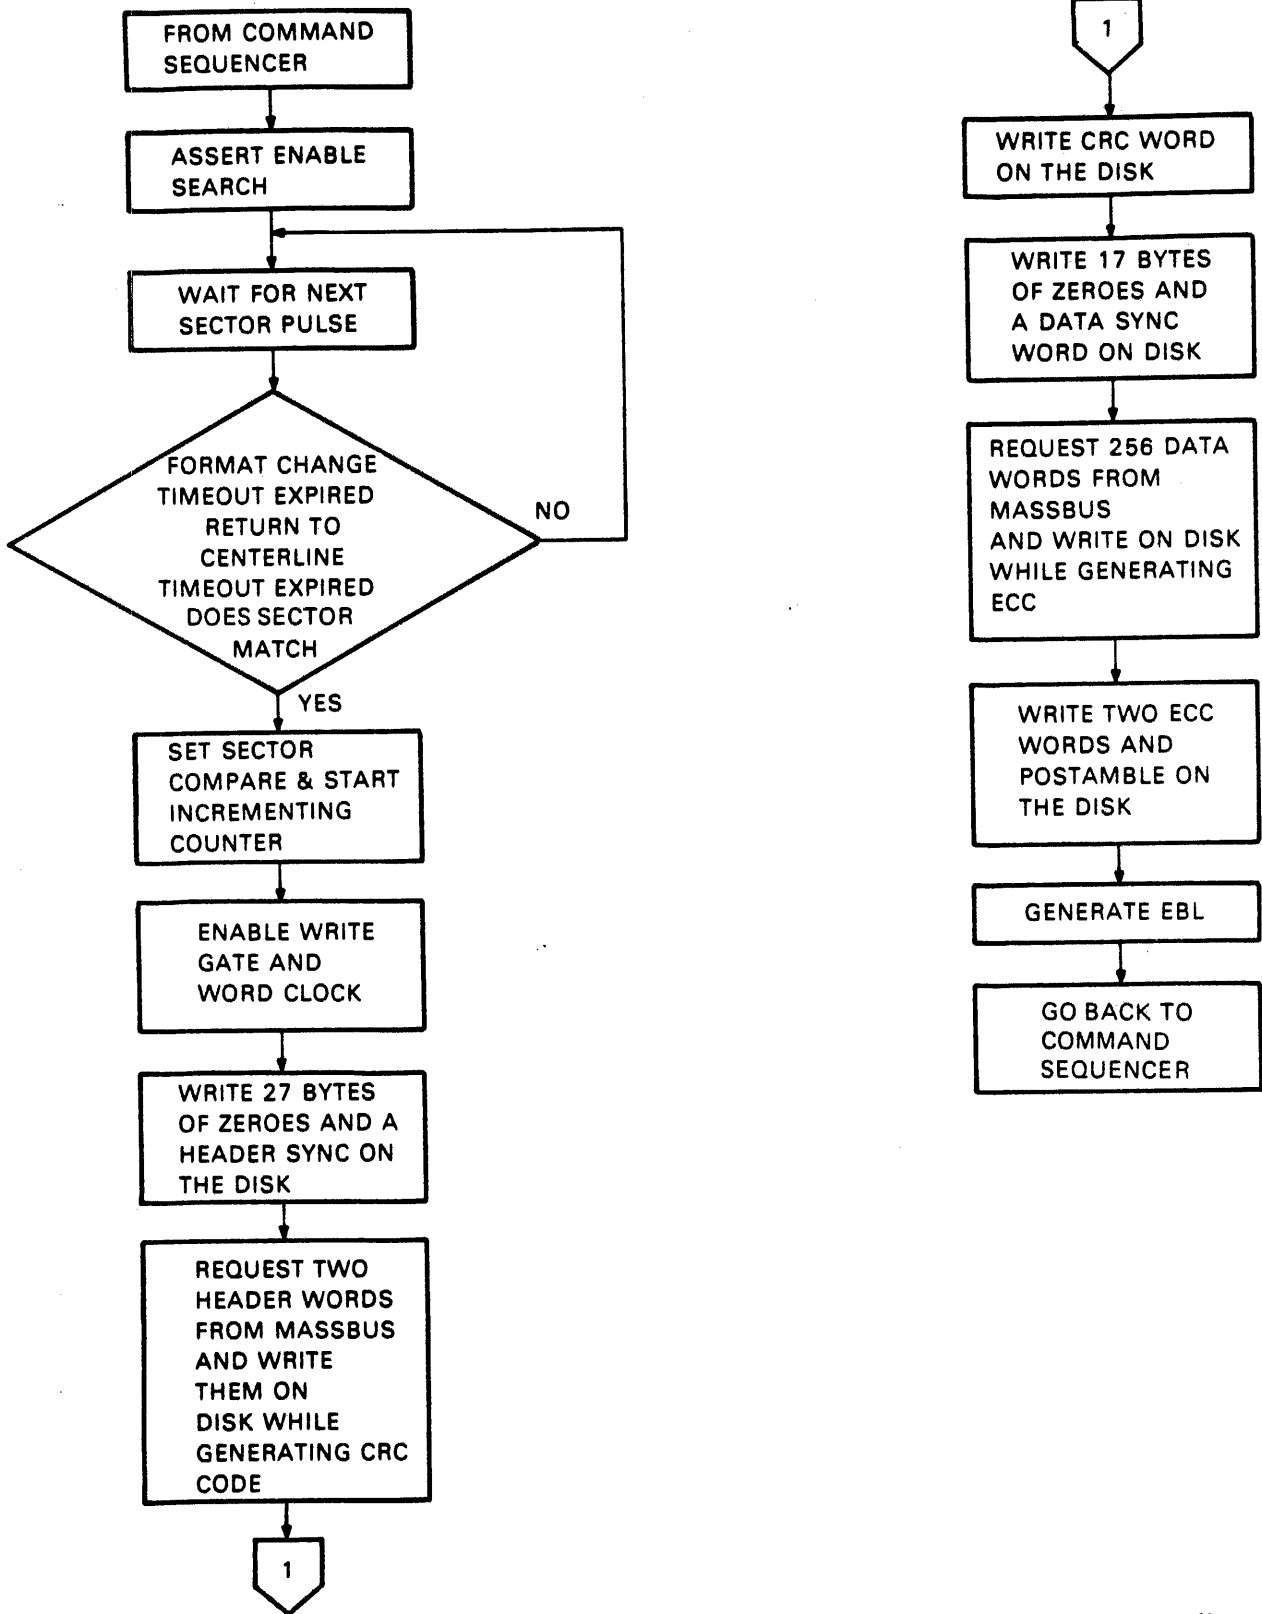 FROM COMMAND
SEQUENCER
ASSERT ENABLE
SEARCH
WAIT FOR NEXT
SECTOR PULSE
FORMAT CHANGE
TIMEOUT EXPIRED
RETURN TO
CENTERLINE
TIMEOUT EXPIRED
DOES SECTOR
MATCH
NO
YES
SET SECTOR
COMPARE & START
INCREMENTING
COUNTER
ENABLE WRITE
GATE AND
WORD CLOCK
WRITE 27 BYTES
OF ZEROES AND A
HEADER SYNC ON
THE DISK
REQUEST TWO
HEADER WORDS
FROM MASSBUS
AND WRITE
THEM ON
DISK WHILE
GENERATING CRC
CODE
1
1
WRITE CRC WORD
ON THE DISK
WRITE 17 BYTES
OF ZEROES AND
A DATA SYNC
WORD ON DISK
REQUEST 256 DATA
WORDS FROM
MASSBUS
AND WRITE ON DISK
WHILE GENERATING
ECC
WRITE TWO ECC
WORDS AND
POSTAMBLE ON
THE DISK
GENERATE EBL
GO BACK TO
COMMAND
SEQUENCER